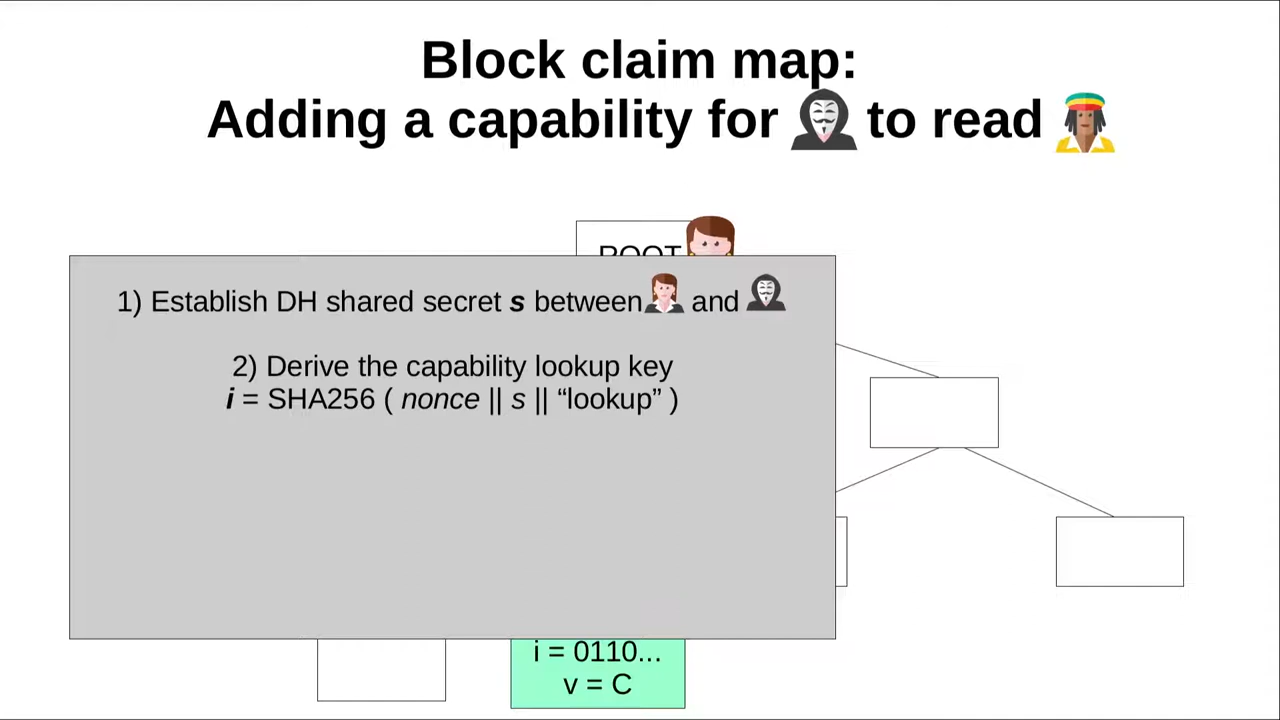 Block claim map:
Adding a capability for to read
ROOT
1) Establish DH shared secret s between and
2) Derive the capability lookup key
i = SHA256 ( nonce || s || “lookup” )
i = 0110...
v = C